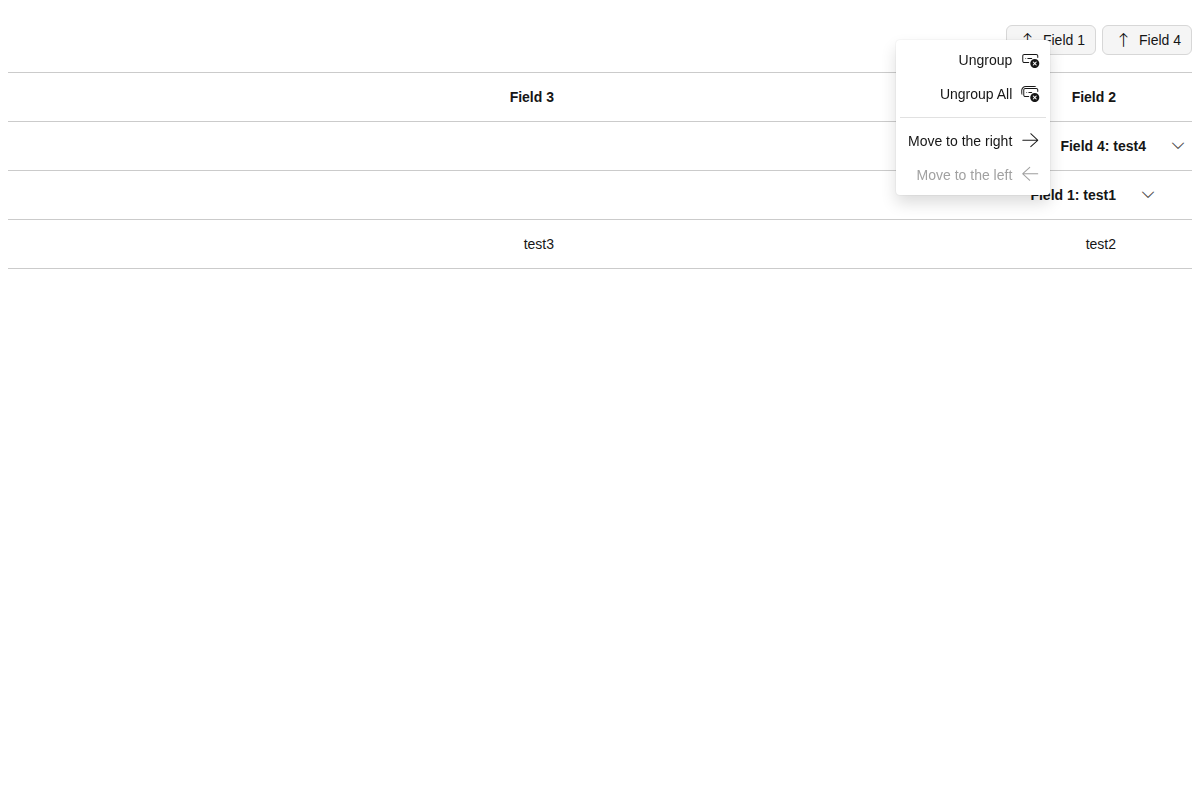 Field 1
Field 4
Ungroup
Ungroup All
Move to the right
Move to the left
Field 3
Field 2
Field 4: test4
Field 1: test1
test3
test2